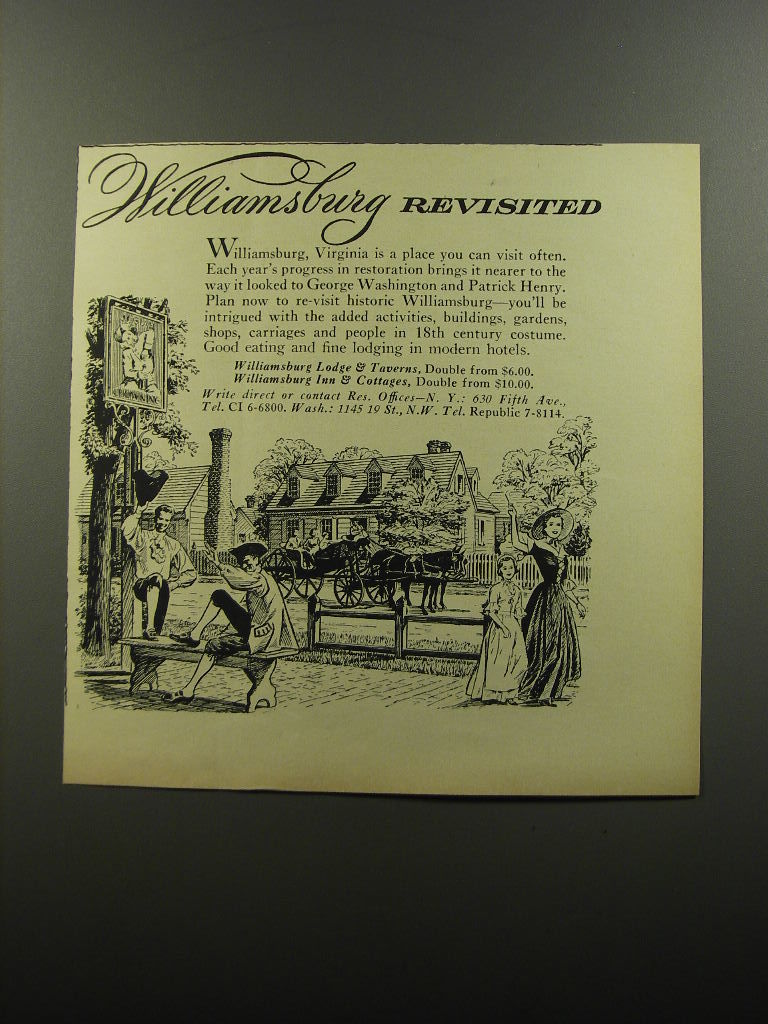 Williamsburg REVISITED
Williamsburg, Virginia is a place you can visit often.
Each year's progress in restoration brings it nearer to the
way it looked to George Washington and Patrick Henry.
Plan now to re-visit historic Williamsburg—you'll be
intrigued with the added activities, buildings, gardens,
shops, carriages and people in 18th century costume.
Good eating and fine lodging in modern hotels.
Williamsburg Lodge & Taverns, Double from $6.00.
Williamsburg Inn & Cottages, Double from $10.00.
Write direct or contact Res. Offices—N. Y.: 630 Fifth Ave.,
Tel. CI 6-6800. Wash.: 1145 19 St., N.W. Tel. Republic 7-8114.